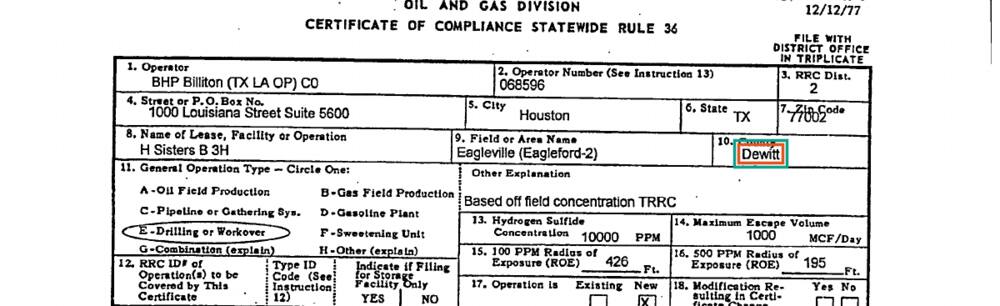 OIL AND GAS DIVISION
12/12/77
CERTIFICATE OF COMPLIANCE STATEWIDE RULE 36
FILE WITH
DISTRICT OFFICE
IN TRIPLICATE
1. Operator
BHP Billiton (TX LA OP) C0
2. Operator Number (See Instruction 13)
068596
3. RRC Dist.
2
4. Street or P.O. Box No.
1000 Louisiana Street Suite 5600
5. City
Houston
6. State TX
7. Zip Code
77002
8. Name of Lease, Facility or Operation
H Sisters B 3H
9. Field or Area Name
Eagleville (Eagleford-2)
10.
Dewitt
11. General Operation Type – Circle One:
A-Oil Field Production B-Gas Field Production
C-Pipeline or Gathering Sys. D-Gasoline Plant
E-Drilling or Workover F-Sweetening Unit
G-Combination (explain) H-Other (explain)
Other Explanation
Based off field concentration TRRC
13. Hydrogen Sulfide
Concentration 10000 PPM
14. Maximum Escape Volume
1000 MCF/Day
15. 100 PPM Radius of
Exposure (ROE) 426 Ft.
16. 500 PPM Radius of
Exposure (ROE) 195 Ft.
12. RRC ID# of
Operation(s) to be
Covered by This
Certificate
Type ID
Code (See
Instruction
12)
Indicate if Filing
for Storage
Facility Only
YES NO
17. Operation is Existing New
X
18. Modification Re-
sulting in Certi-
Yes No